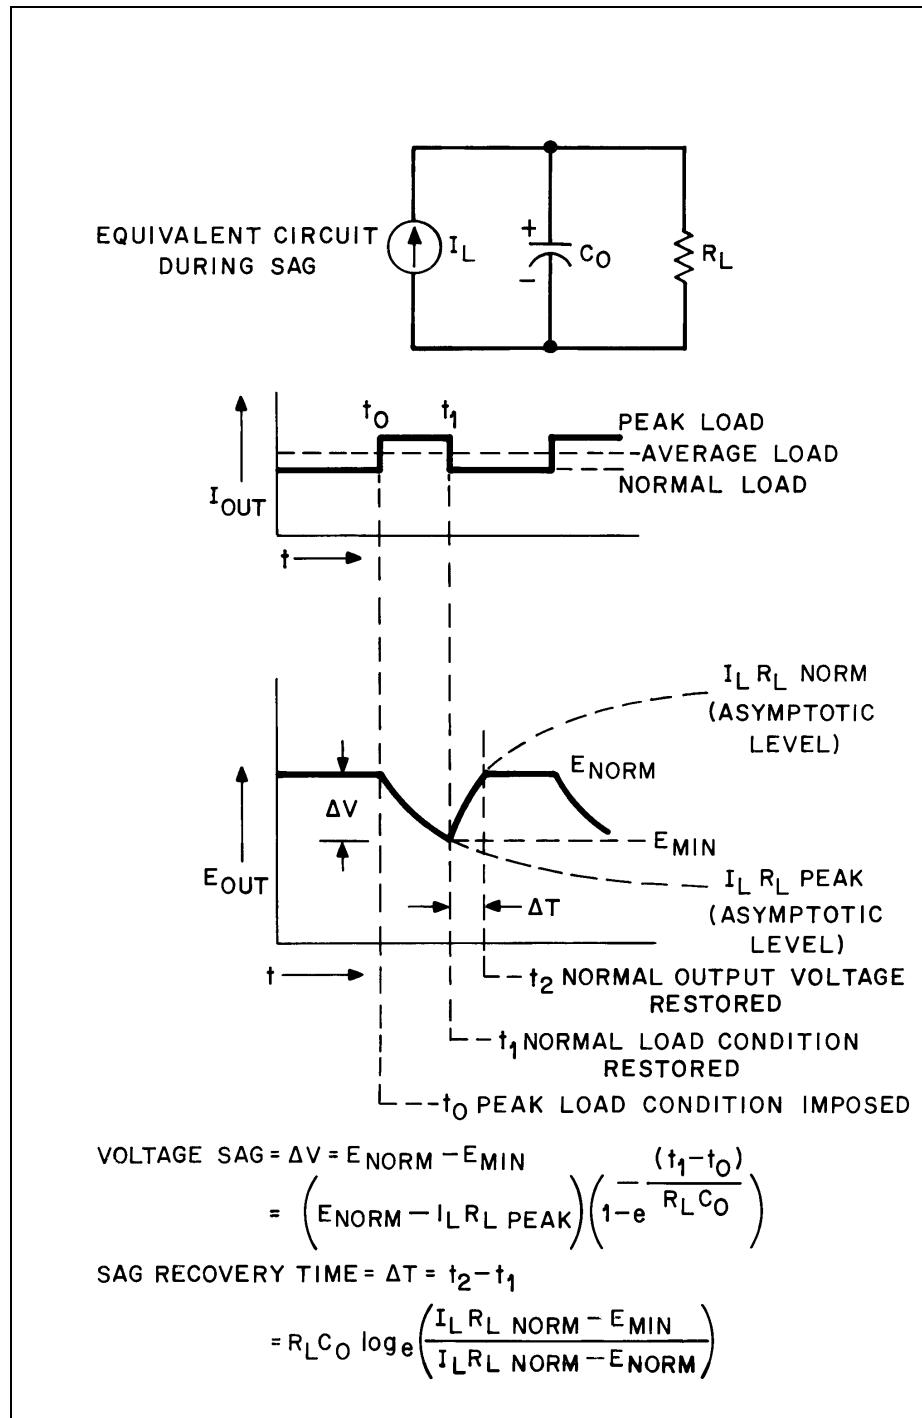 EQUIVALENT CIRCUIT
DURING SAG
I_L
+
−
C_O
R_L
t_0
t_1
PEAK LOAD
AVERAGE LOAD
NORMAL LOAD
I_OUT
t
I_L R_L NORM
(ASYMPTOTIC
LEVEL)
E_NORM
ΔV
E_MIN
E_OUT
I_L R_L PEAK
(ASYMPTOTIC
LEVEL)
ΔT
t
t_2 NORMAL OUTPUT VOLTAGE
RESTORED
t_1 NORMAL LOAD CONDITION
RESTORED
t_0 PEAK LOAD CONDITION IMPOSED
VOLTAGE SAG = ΔV = E_NORM − E_MIN
= (E_NORM − I_L R_L PEAK)(1−e^−(t_1−t_0)/R_L C_O)
SAG RECOVERY TIME = ΔT = t_2 − t_1
= R_L C_O log_e (I_L R_L NORM − E_MIN / I_L R_L NORM − E_NORM)